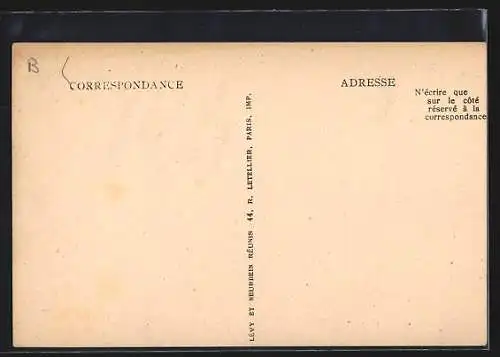 B
CORRESPONDANCE
ADRESSE
N'écrire que
sur le côté
réservé à la
correspondance
LÉVY ET NEURDEIN RÉUNIS 44, R. LETELLIER, PARIS, IMP.